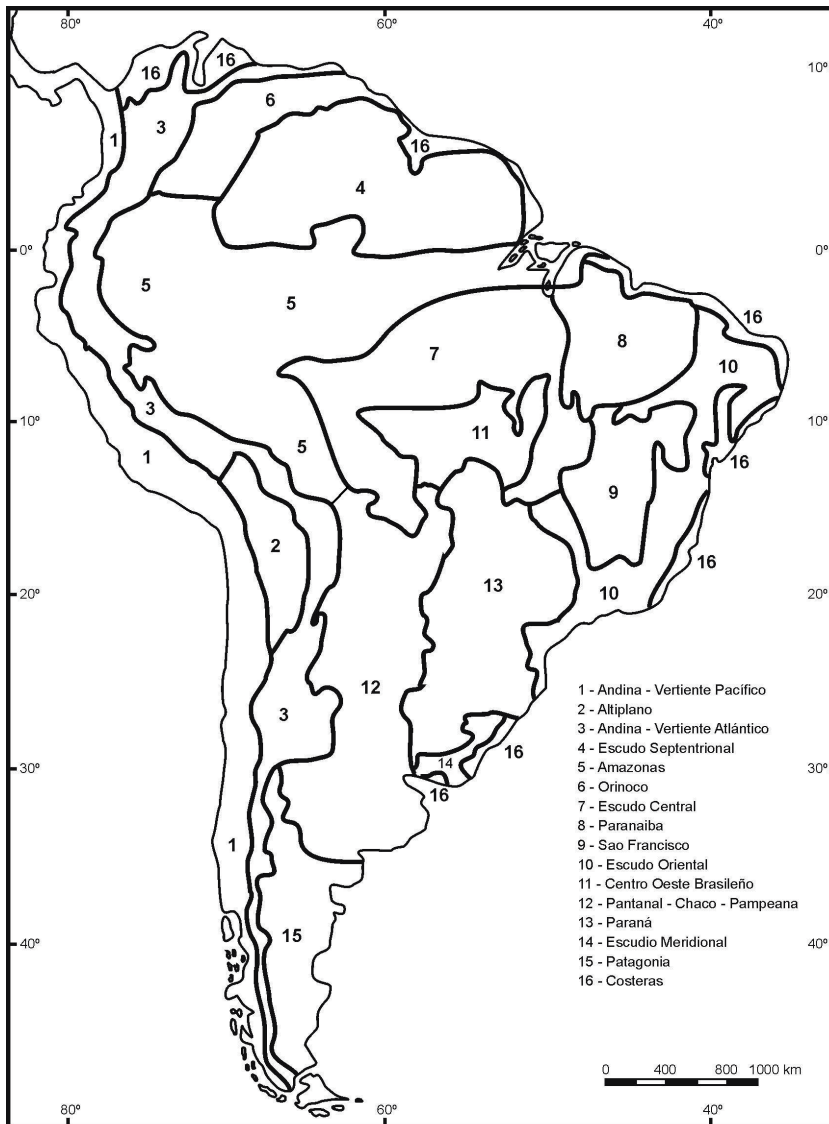 80º 60º 40º
10º 10º
16 16
6
1 3
16
4
0º 0º
5 5
16
7 8
10
3
10º 10º
11
1 5 16
9
2
16
13
20º 10 20º
12
3
1 - Andina - Vertiente Pacífico
2 - Altiplano
3 - Andina - Vertiente Atlántico
4 - Escudo Septentrional
5 - Amazonas
6 - Orinoco
7 - Escudo Central
8 - Paranaiba
9 - Sao Francisco
10 - Escudo Oriental
11 - Centro Oeste Brasileño
12 - Pantanal - Chaco - Pampeana
13 - Paraná
14 - Escudio Meridional
15 - Patagonia
16 - Costeras
16
14
30º 30º
16
1
15
40º 40º
0 400 800 1000 km
80º 60º 40º